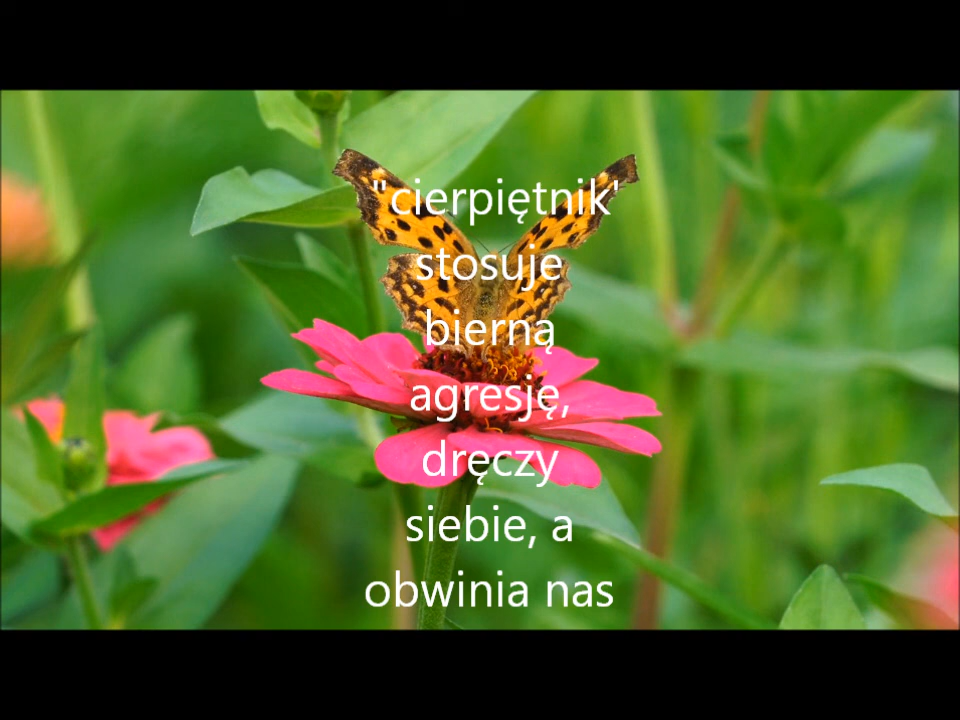 "cierpiętnik'
stosuje
bierną
agresję,
dręczy
siebie, a
obwinia nas